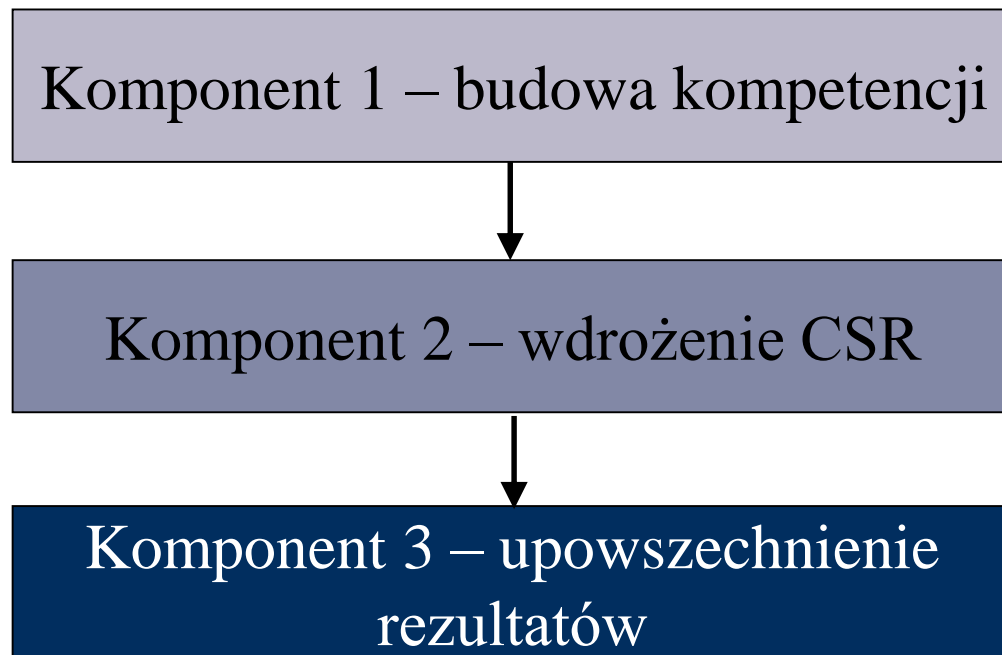 Komponent 1 – budowa kompetencji
Komponent 2 – wdrożenie CSR
Komponent 3 – upowszechnienie
rezultatów